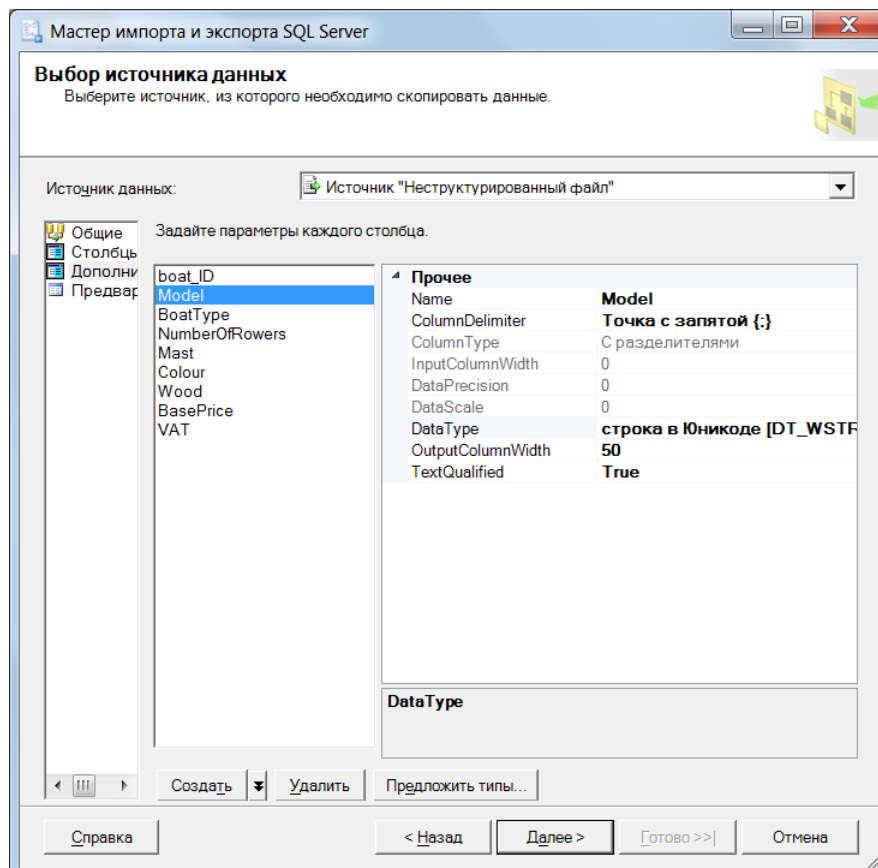 Мастер импорта и экспорта SQL Server
Выбор источника данных
Выберите источник, из которого необходимо скопировать данные.
Источник данных:
Источник "Неструктурированный файл"
Общие
Столбць
Дополни
Предвар
Задайте параметры каждого столбца.
boat_ID
Model
BoatType
NumberOfRowers
Mast
Colour
Wood
BasePrice
VAT
Прочее
Name Model
ColumnDelimiter Точка с запятой {;}
ColumnType С разделителями
InputColumnWidth 0
DataPrecision 0
DataScale 0
DataType строка в Юникоде [DT_WSTR
OutputColumnWidth 50
TextQualified True
DataType
Создать
Удалить
Предложить типы...
Справка
< Назад
Далее >
Готово >>|
Отмена